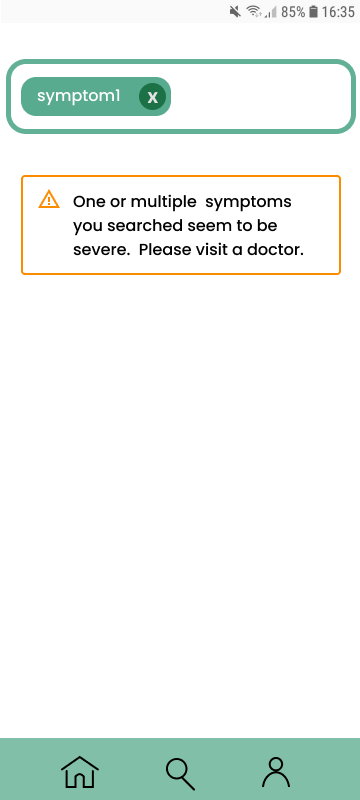 85% 16:35
symptom1 x
One or multiple  symptoms
you searched seem to be
severe.  Please visit a doctor.